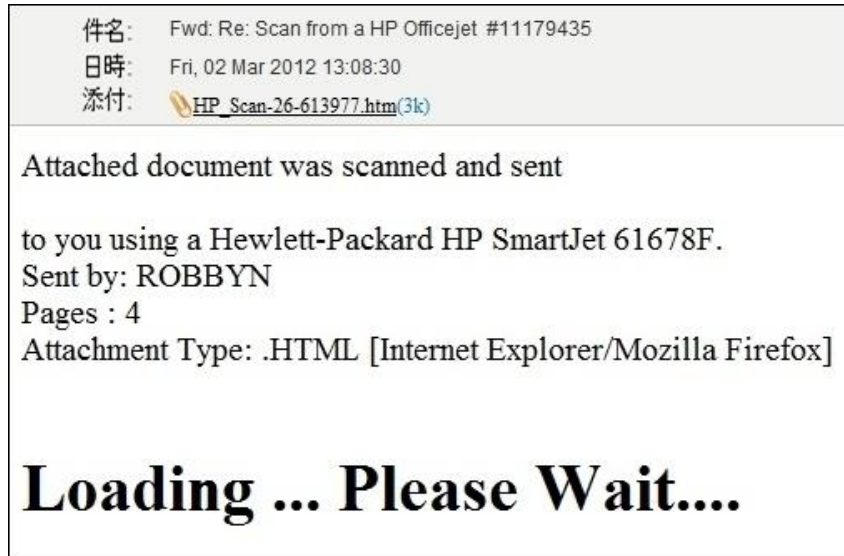 件名: Fwd: Re: Scan from a HP Officejet #11179435
日時: Fri, 02 Mar 2012 13:08:30
添付: HP_Scan-26-613977.htm(3k)
Attached document was scanned and sent
to you using a Hewlett-Packard HP SmartJet 61678F.
Sent by: ROBBYN
Pages : 4
Attachment Type: .HTML [Internet Explorer/Mozilla Firefox]
Loading ... Please Wait....